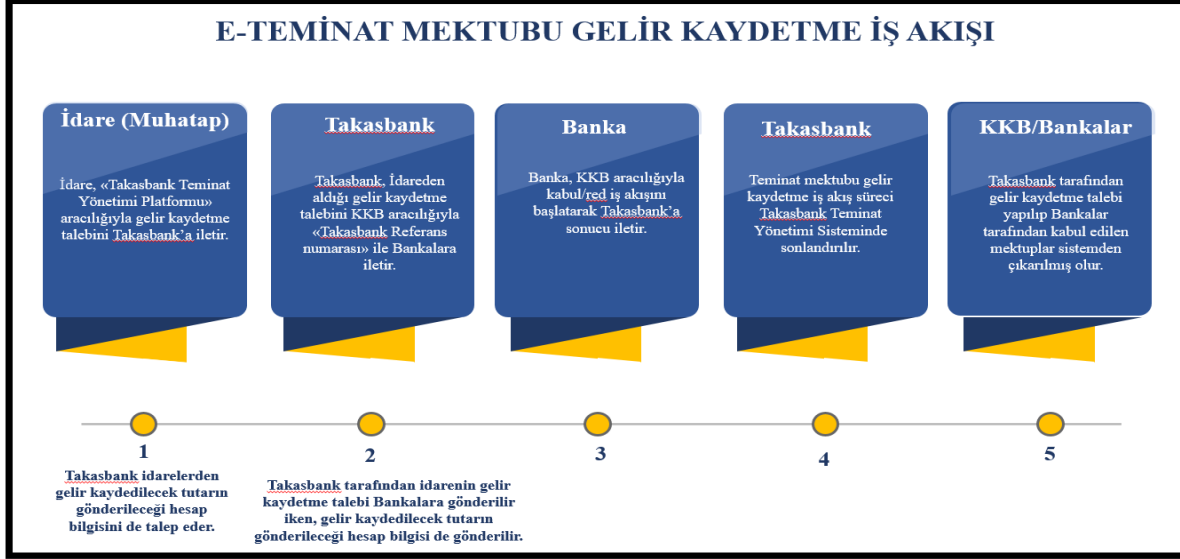 E-TEMİNAT MEKTUBU GELİR KAYDETME İŞ AKIŞI
İdare (Muhatap)
İdare, «Takasbank Teminat
Yönetimi Platformu»
aracılığıyla gelir kaydetme
talebini Takasbank’a iletir.
Takasbank
Takasbank, İdareden
aldığı gelir kaydetme
talebini KKB aracılığıyla
«Takasbank Referans
numarası» ile Bankalara
iletir.
Banka
Banka, KKB aracılığıyla
kabul/red iş akışını
başlatarak Takasbank’a
sonucu iletir.
Takasbank
Teminat mektubu gelir
kaydetme iş akış süreci
Takasbank Teminat
Yönetimi Sisteminde
sonlandırılır.
KKB/Bankalar
Takasbank tarafından
gelir kaydetme talebi
yapılıp Bankalar
tarafından kabul edilen
mektuplar sistemden
çıkarılmış olur.
1
Takasbank idarelerden
gelir kaydedilecek tutarın
gönderileceği hesap
bilgisini de talep eder.
2
Takasbank tarafından idarenin gelir
kaydetme talebi Bankalara gönderilir
iken, gelir kaydedilecek tutarın
gönderileceği hesap bilgisi de gönderilir.
3
4
5